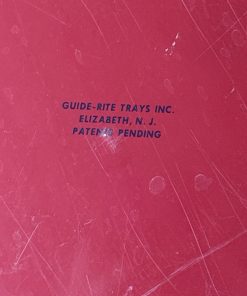 GUIDE-RITE TRAYS INC.
ELIZABETH, N. J.
PATENT PENDING